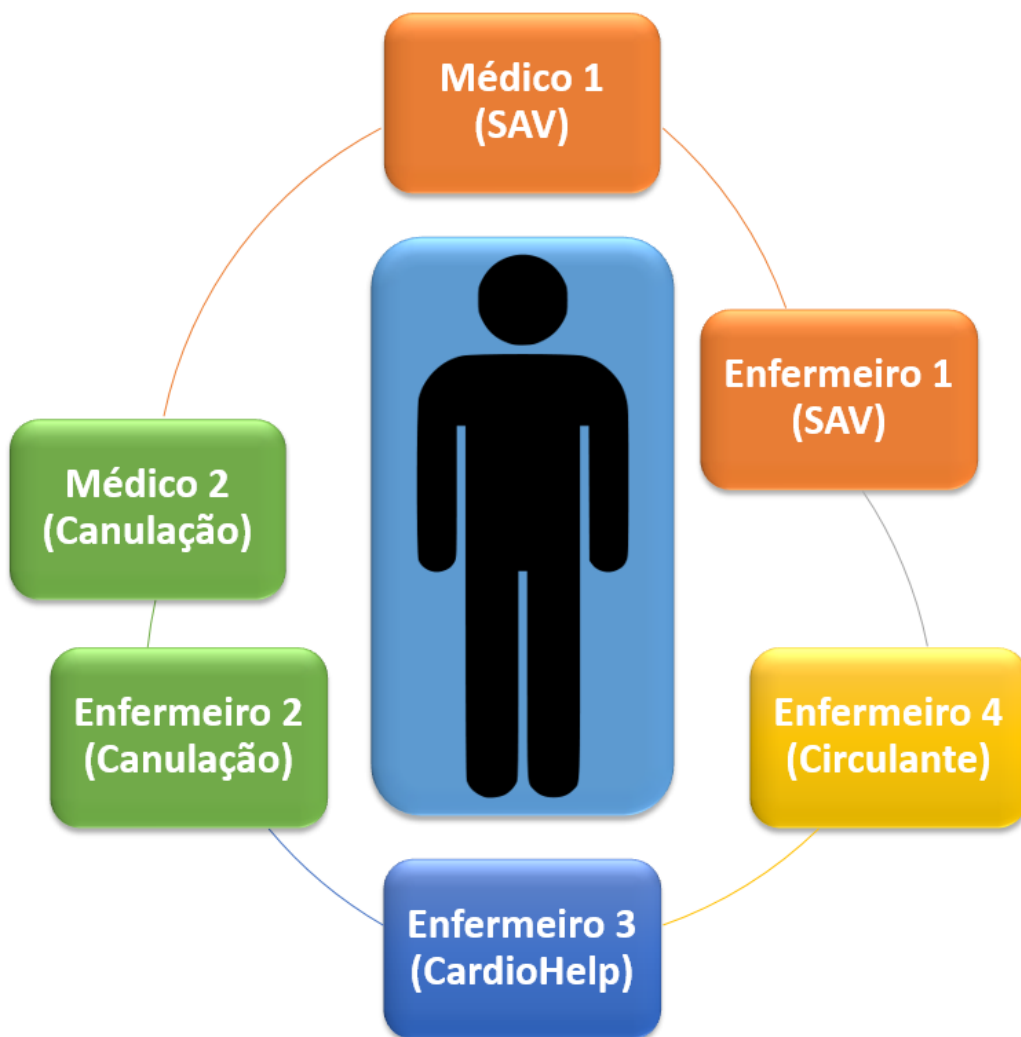 Médico 1
(SAV)
Enfermeiro 1
(SAV)
Médico 2
(Canulação)
Enfermeiro 2
(Canulação)
Enfermeiro 4
(Circulante)
Enfermeiro 3
(CardioHelp)